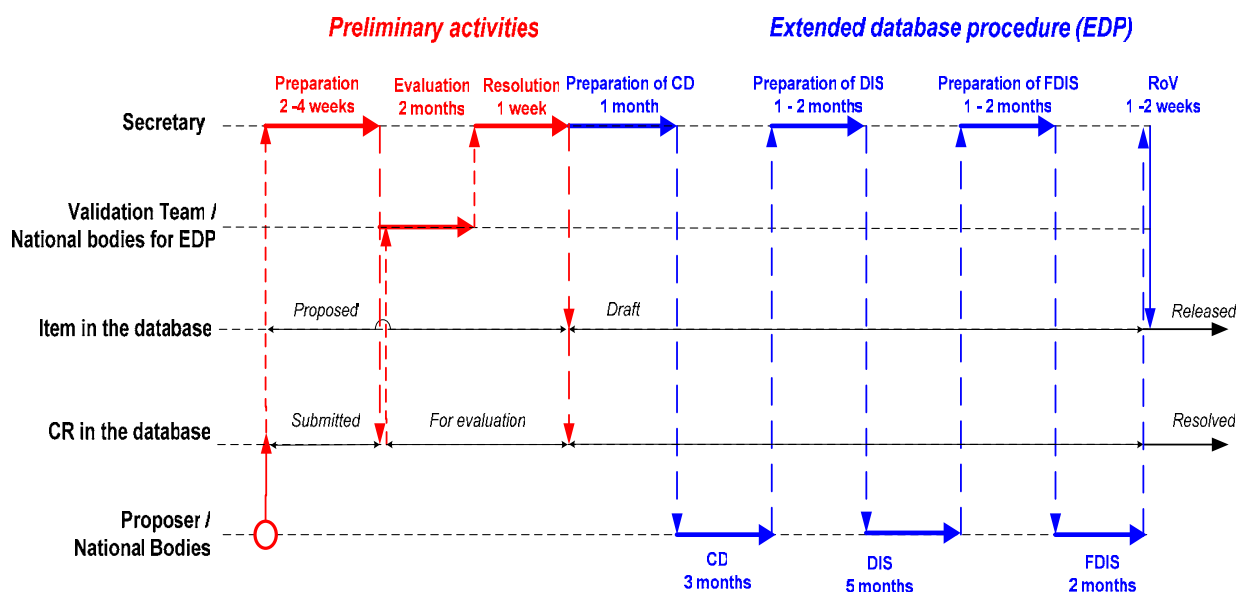 Preliminary activities
Extended database procedure (EDP)
Preparation
2 -4 weeks
Evaluation
2 months
Resolution
1 week
Preparation of CD
1 month
Preparation of DIS
1 - 2 months
Preparation of FDIS
1 - 2 months
RoV
1 -2 weeks
Secretary
Validation Team /
National bodies for EDP
Proposed
Draft
Released
Item in the database
Submitted
For evaluation
Resolved
CR in the database
Proposer /
National Bodies
CD
3 months
DIS
5 months
FDIS
2 months